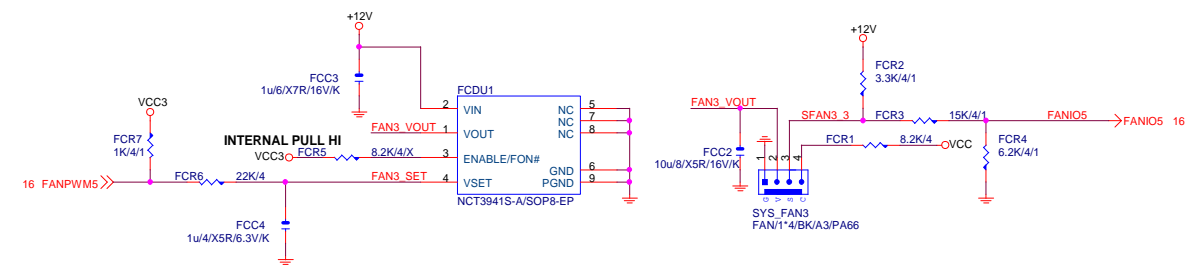 +12V
FCC3
1u/6/X7R/16V/K
VCC3
FCR7
1K/4/1
INTERNAL PULL HI
VCC3
FCR5
8.2K/4/X
FAN3_VOUT
16 FANPWM5
FCR6
22K/4
FAN3_SET
FCC4
1u/4/X5R/6.3V/K
FCDU1
2 VIN
NC 5
NC 7
1 VOUT
NC 8
3 ENABLE/FON#
GND 6
4 VSET
PGND 9
NCT3941S-A/SOP8-EP
+12V
FCR2
3.3K/4/1
FAN3_VOUT
SFAN3_3
FCR3
15K/4/1
FANIO5
FANIO5 16
FCC2
10u/8/X5R/16V/K
FCR1
8.2K/4
VCC
FCR4
6.2K/4/1
1 2 3 4
G V S C
SYS_FAN3
FAN/1*4/BK/A3/PA66